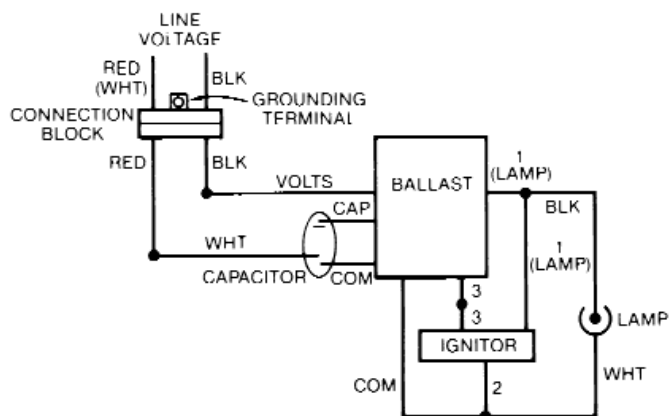 LINE
VOLTAGE
RED
(WHT)
BLK
GROUNDING
TERMINAL
CONNECTION
BLOCK
RED
BLK
VOLTS
BALLAST
1
(LAMP)
BLK
CAP
WHT
CAPACITOR
COM
1
(LAMP)
3
3
IGNITOR
LAMP
COM
2
WHT